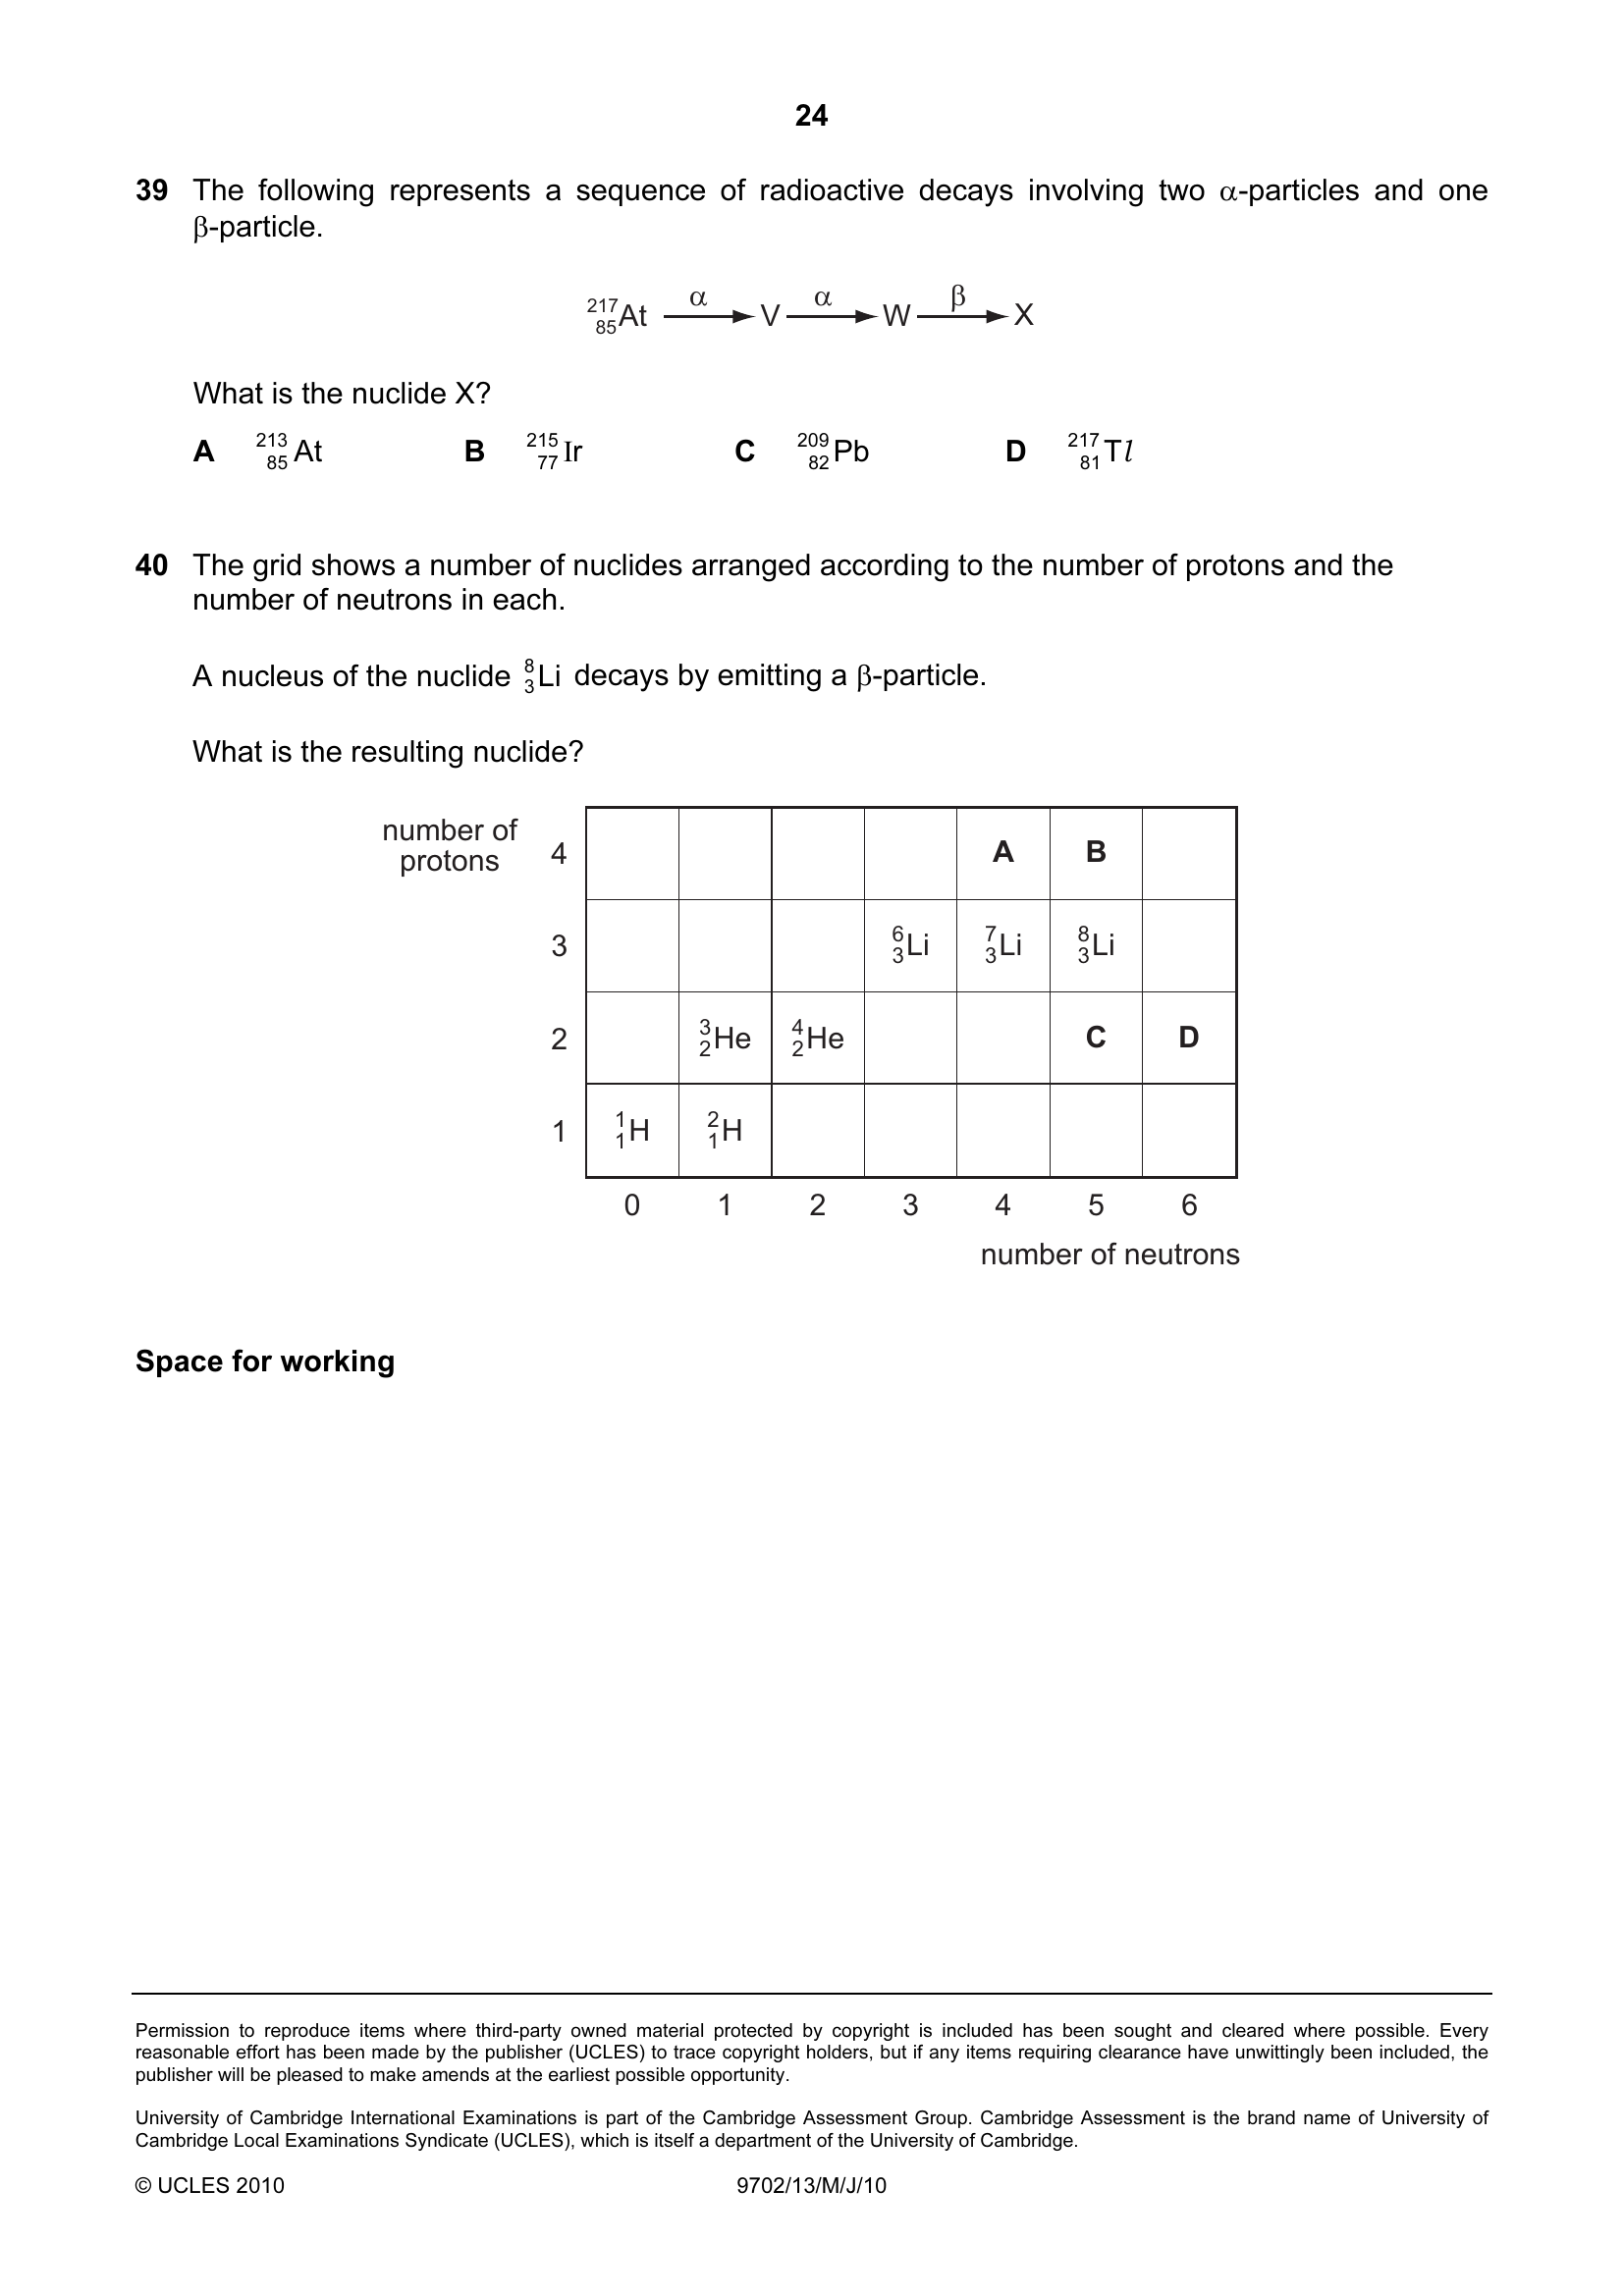 24
39 The following represents a sequence of radioactive decays involving two α-particles and one
β-particle.
α α β
217
85 At V W X
What is the nuclide X?
A 213 85 At B 215 77 Ir C 209 82 Pb D 217 81 Tl
40 The grid shows a number of nuclides arranged according to the number of protons and the
number of neutrons in each.
A nucleus of the nuclide 8 3 Li decays by emitting a β-particle.
What is the resulting nuclide?
number of
protons
4 A B
3 6 3 Li 7 3 Li 8 3 Li
2 3 2 He 4 2 He C D
1 1 1 H 2 1 H
0 1 2 3 4 5 6
number of neutrons
Space for working
Permission to reproduce items where third-party owned material protected by copyright is included has been sought and cleared where possible. Every
reasonable effort has been made by the publisher (UCLES) to trace copyright holders, but if any items requiring clearance have unwittingly been included, the
publisher will be pleased to make amends at the earliest possible opportunity.
University of Cambridge International Examinations is part of the Cambridge Assessment Group. Cambridge Assessment is the brand name of University of
Cambridge Local Examinations Syndicate (UCLES), which is itself a department of the University of Cambridge.
© UCLES 2010 9702/13/M/J/10